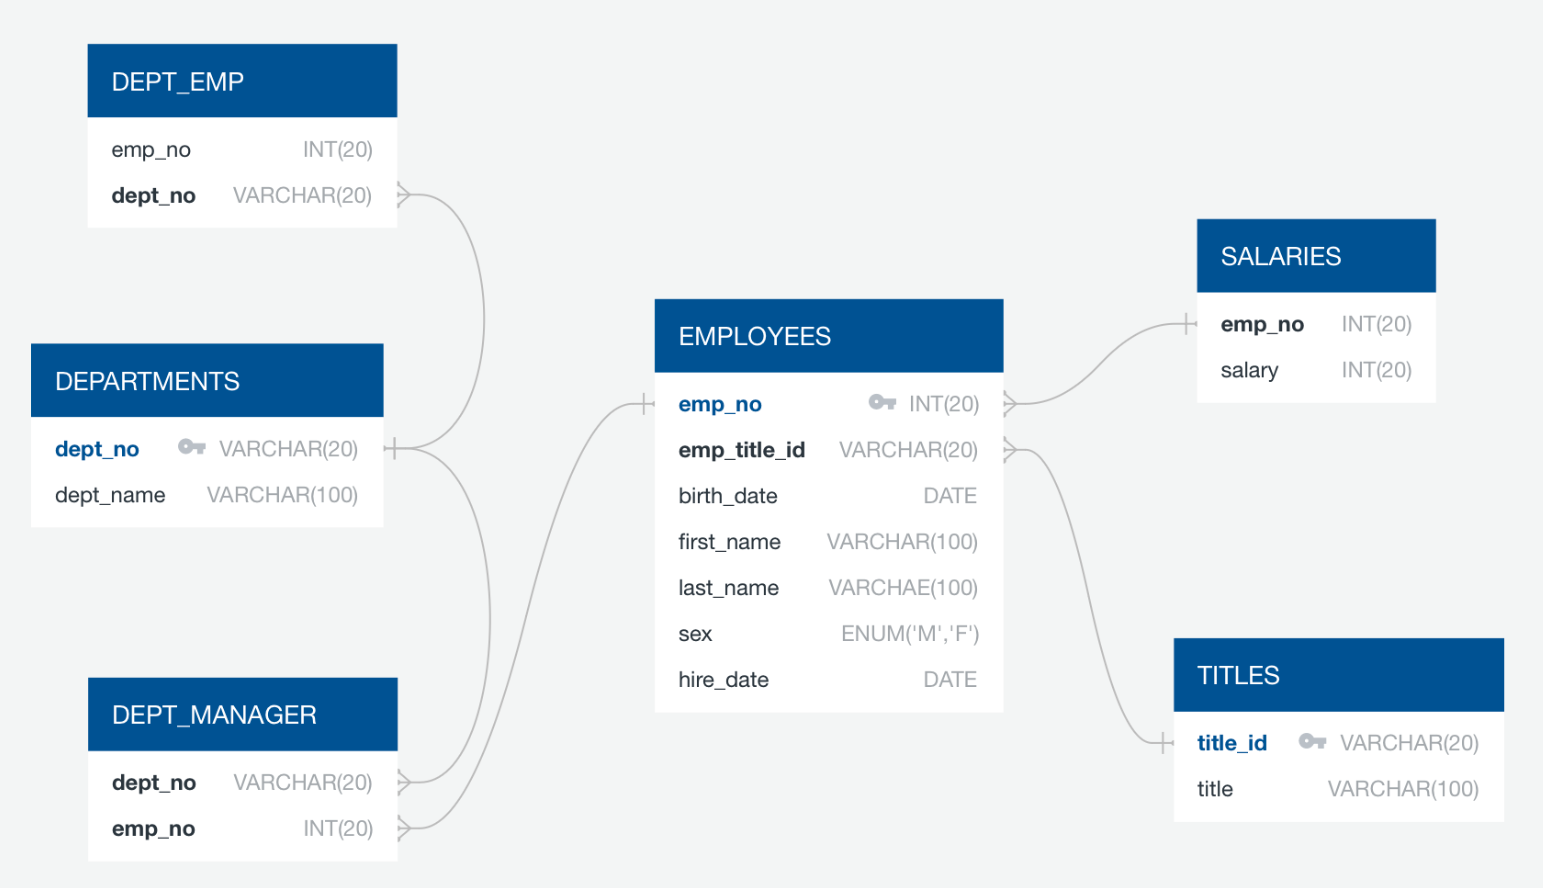 DEPT_EMP
emp_no INT(20)
dept_no VARCHAR(20)
DEPARTMENTS
dept_no VARCHAR(20)
dept_name VARCHAR(100)
DEPT_MANAGER
dept_no VARCHAR(20)
emp_no INT(20)
EMPLOYEES
emp_no INT(20)
emp_title_id VARCHAR(20)
birth_date DATE
first_name VARCHAR(100)
last_name VARCHAE(100)
sex ENUM('M','F')
hire_date DATE
SALARIES
emp_no INT(20)
salary INT(20)
TITLES
title_id VARCHAR(20)
title VARCHAR(100)